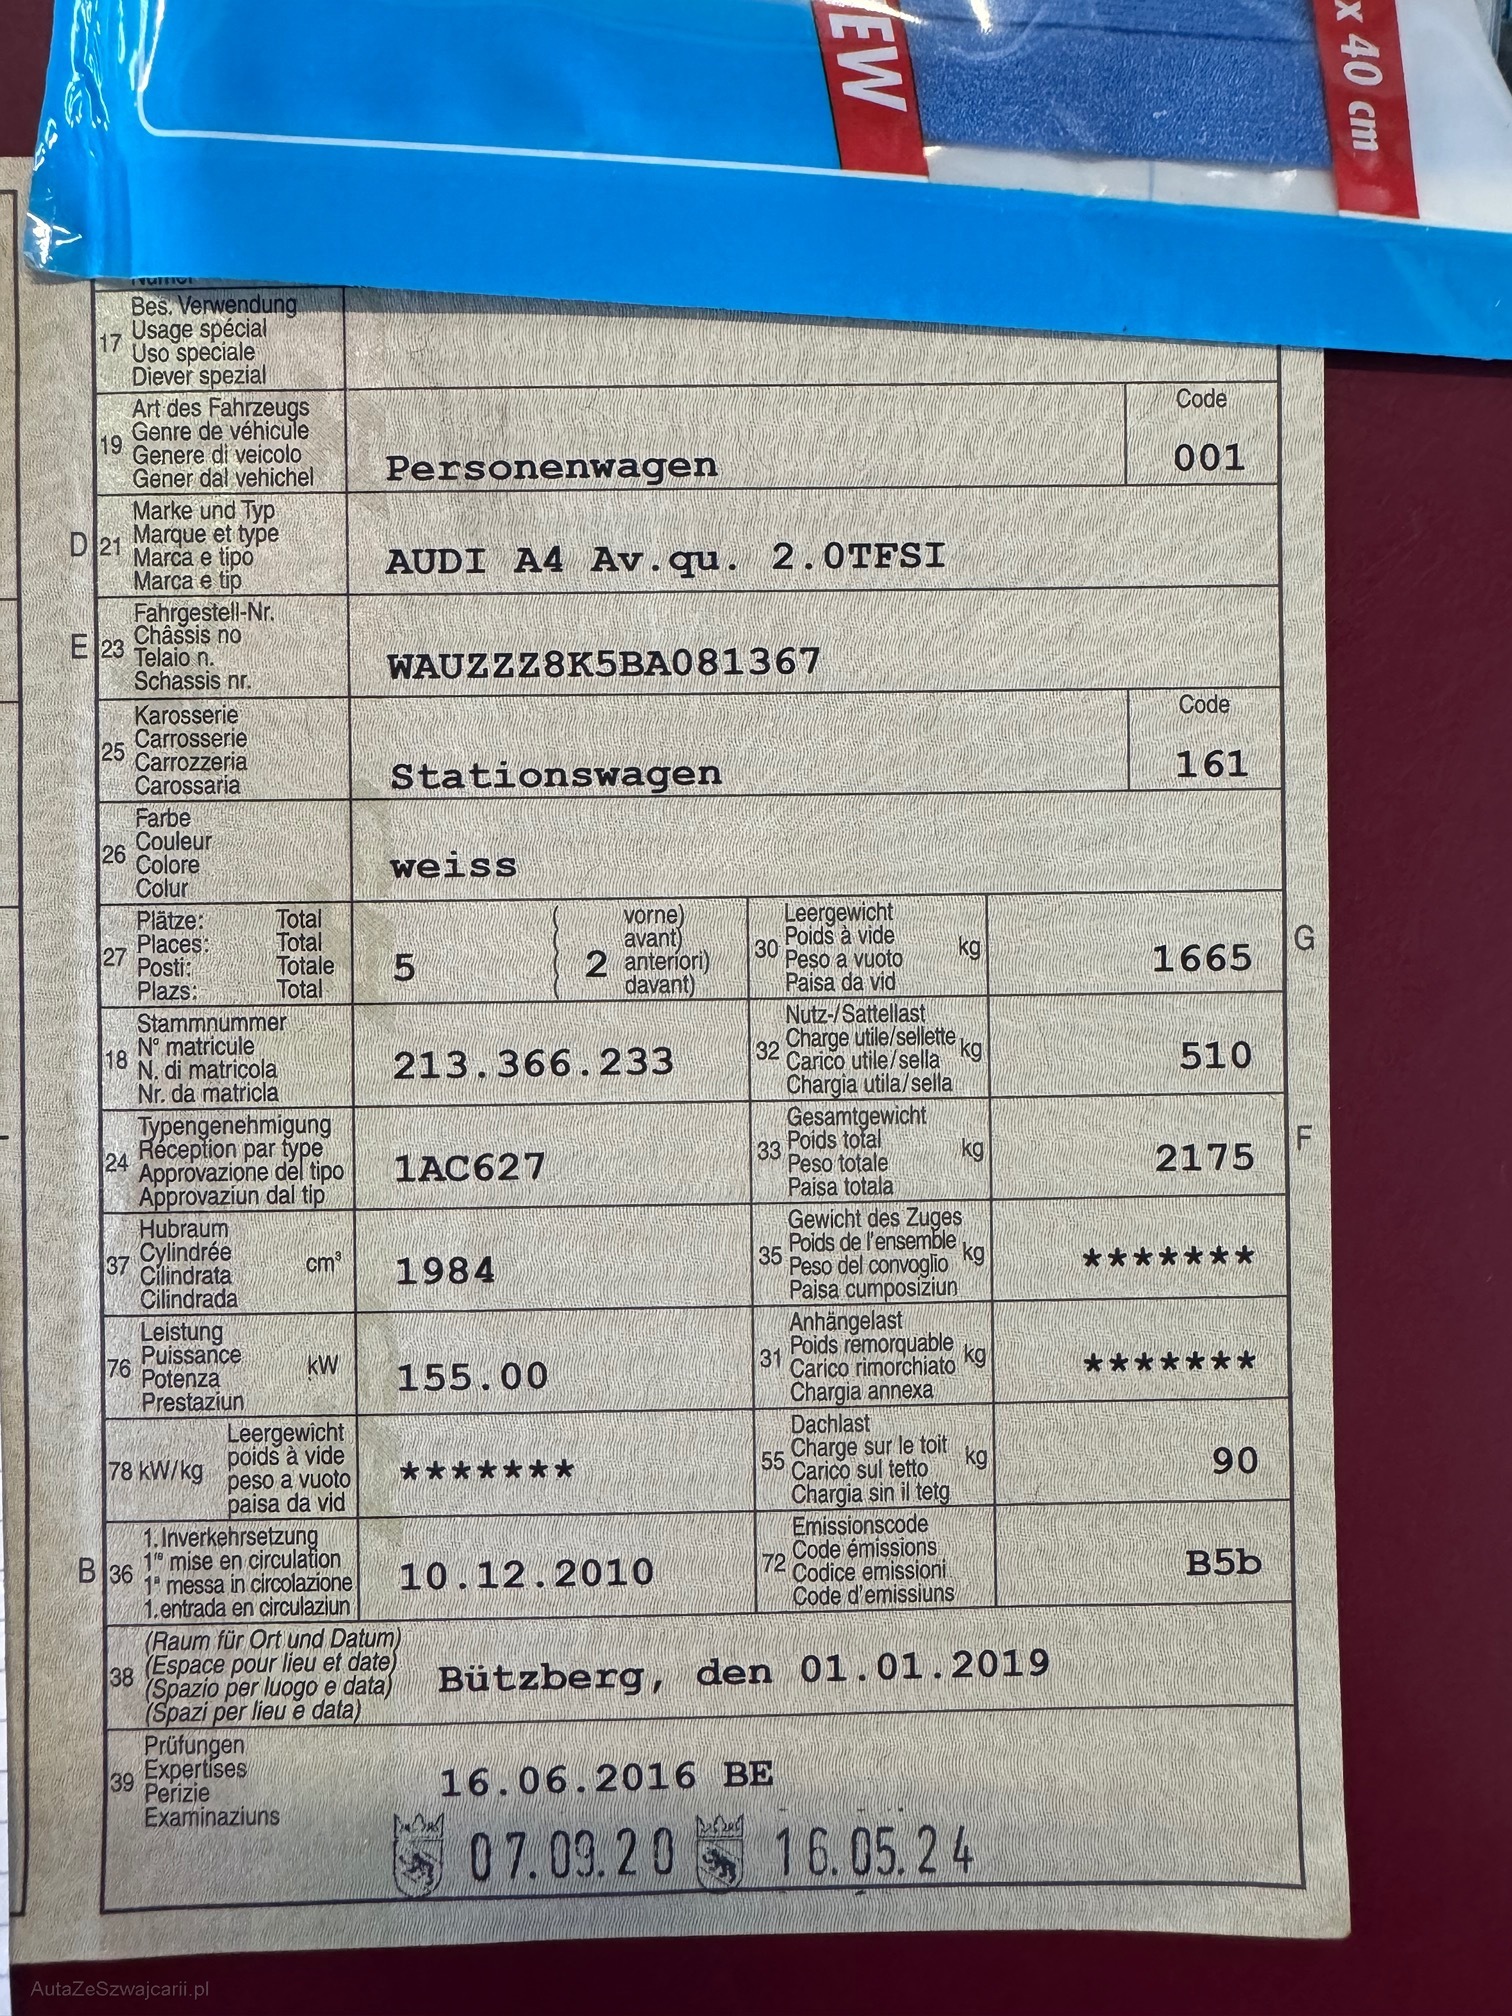 EW
x 40 cm
17 Bes. Verwendung
Usage spécial
Uso speciale
Diever spezial
19 Art des Fahrzeugs
Genre de véhicule
Genere di veicolo
Gener dal vehichel
Personenwagen
Code
001
D 21 Marke und Typ
Marque et type
Marca e tipo
Marca e tip
AUDI A4 Av.qu. 2.0TFSI
E 23 Fahrgestell-Nr.
Châssis no
Telaio n.
Schassis nr.
WAUZZZ8K5BA081367
25 Karosserie
Carrosserie
Carrozzeria
Carossaria
Stationswagen
Code
161
26 Farbe
Couleur
Colore
Colur
weiss
27 Plätze: Total
Places: Total
Posti: Totale
Plazs: Total
5
( 2 vorne)
( avant)
( anteriori)
( davant)
30 Leergewicht
Poids à vide
Peso a vuoto
Paisa da vid
kg
1665
G
18 Stammnummer
N° matricule
N. di matricola
Nr. da matricla
213.366.233
32 Nutz-/Sattellast
Charge utile/sellette
Carico utile/sella
Chargia utila/sella
kg
510
24 Typengenehmigung
Réception par type
Approvazione del tipo
Approvaziun dal tip
1AC627
33 Gesamtgewicht
Poids total
Peso totale
Paisa totala
kg
2175
F
37 Hubraum
Cylindrée
Cilindrata
Cilindrada
cm³
1984
35 Gewicht des Zuges
Poids de l'ensemble
Peso del convoglio
Paisa cumposiziun
kg
*******
76 Leistung
Puissance
Potenza
Prestaziun
kW
155.00
31 Anhängelast
Poids remorquable
Carico rimorchiato
Chargia annexa
kg
*******
78 kW/kg
Leergewicht
poids à vide
peso a vuoto
paisa da vid
*******
55 Dachlast
Charge sur le toit
Carico sul tetto
Chargia sin il tetg
kg
90
B 36 1.Inverkehrsetzung
1re mise en circulation
1a messa in circolazione
1.entrada en circulaziun
10.12.2010
72 Emissionscode
Code émissions
Codice emissioni
Code d'emissiuns
B5b
38 (Raum für Ort und Datum)
(Espace pour lieu et date)
(Spazio per luogo e data)
(Spazi per lieu e data)
Bützberg, den 01.01.2019
39 Prüfungen
Expertises
Perizie
Examinaziuns
16.06.2016 BE
07.09.20 16.05.24
AutaZeSzwajcarii.pl